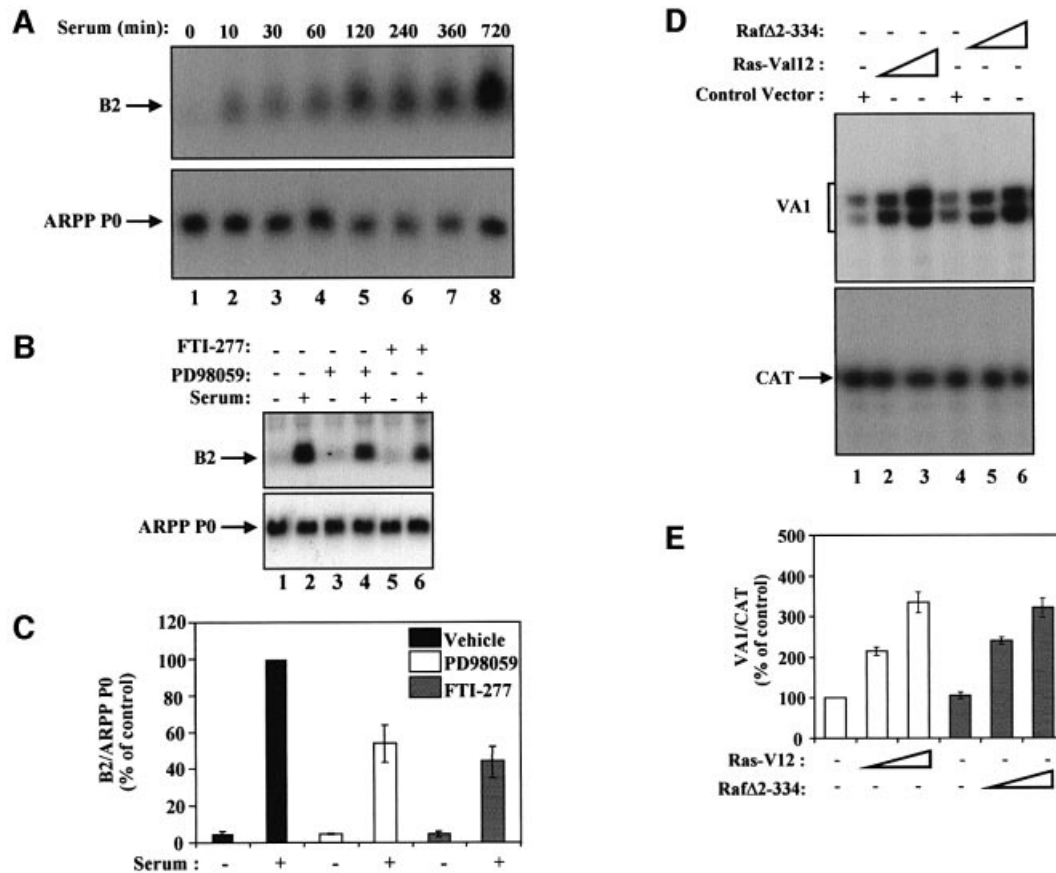 A
Serum (min): 0 10 30 60 120 240 360 720
B2
ARPP P0
1 2 3 4 5 6 7 8
B
FTI-277: - - - - + +
PD98059: - - + + - -
Serum: - + - + - +
B2
ARPP P0
1 2 3 4 5 6
C
B2/ARPP P0
(% of control)
120
100
80
60
40
20
0
Vehicle
PD98059
FTI-277
Serum : - + - + - +
D
RafΔ2-334: - - - -
Ras-Val12 : - - - -
Control Vector : + - - + - -
VA1
CAT
1 2 3 4 5 6
E
VA1/CAT
(% of control)
500
400
300
200
100
0
Ras-V12 : - - - -
RafΔ2-334: - - - -